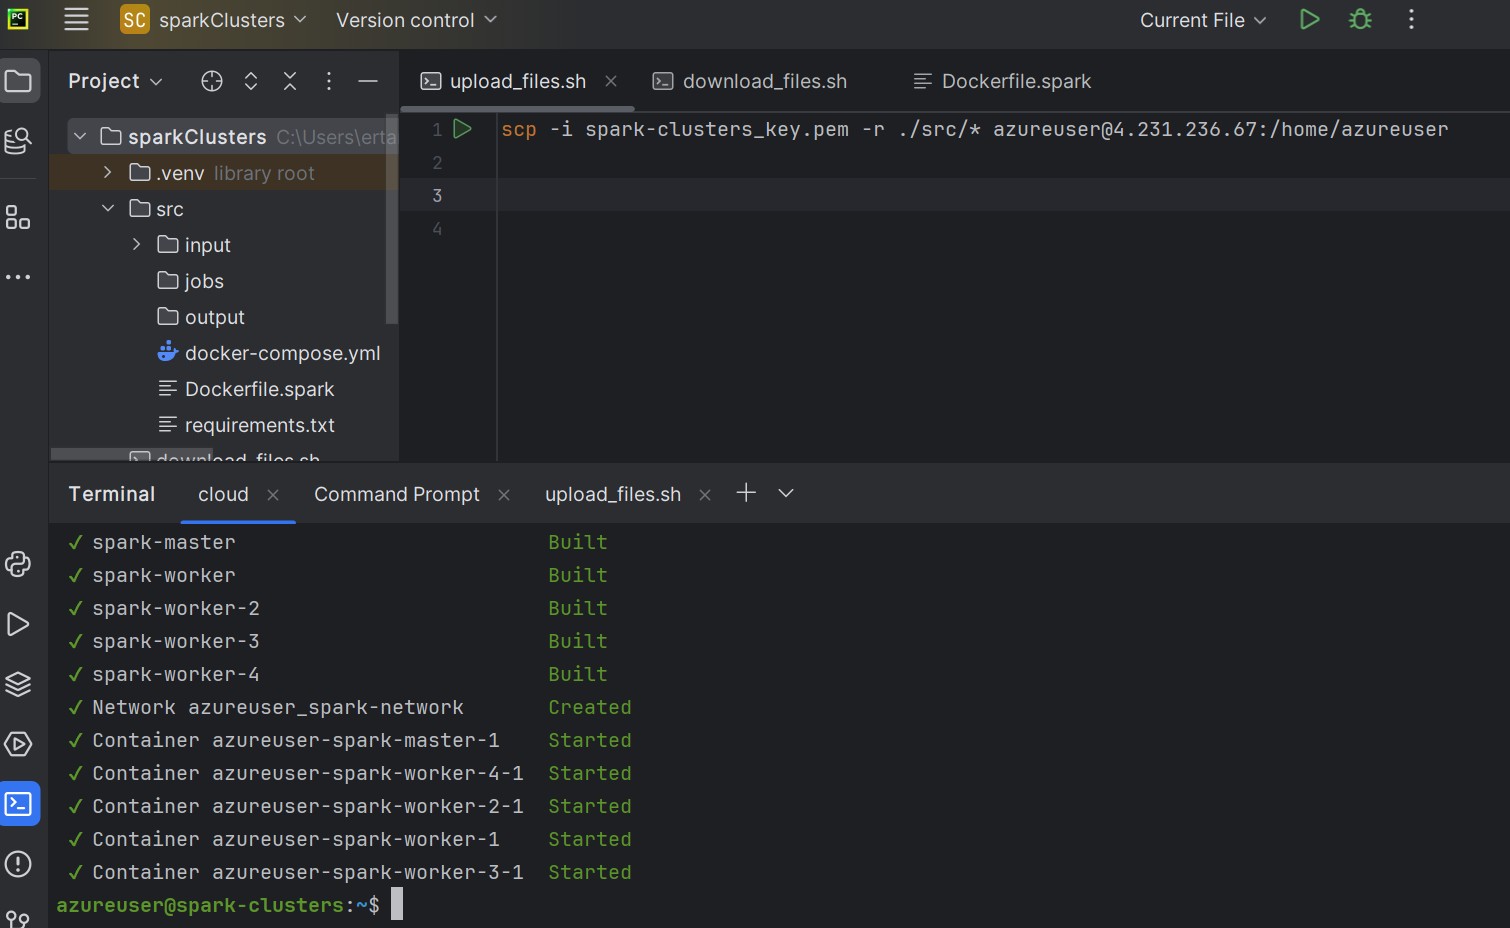 PC
SC sparkClusters Version control Current File
Project
upload_files.sh download_files.sh Dockerfile.spark
sparkClusters C:\Users\erta
.venv library root
src
input
jobs
output
docker-compose.yml
Dockerfile.spark
requirements.txt
download_files.sh
1 scp -i spark-clusters_key.pem -r ./src/* azureuser@4.231.236.67:/home/azureuser
2
3
4
Terminal cloud Command Prompt upload_files.sh
✓ spark-master Built
✓ spark-worker Built
✓ spark-worker-2 Built
✓ spark-worker-3 Built
✓ spark-worker-4 Built
✓ Network azureuser_spark-network Created
✓ Container azureuser-spark-master-1 Started
✓ Container azureuser-spark-worker-4-1 Started
✓ Container azureuser-spark-worker-2-1 Started
✓ Container azureuser-spark-worker-1 Started
✓ Container azureuser-spark-worker-3-1 Started
azureuser@spark-clusters:~$